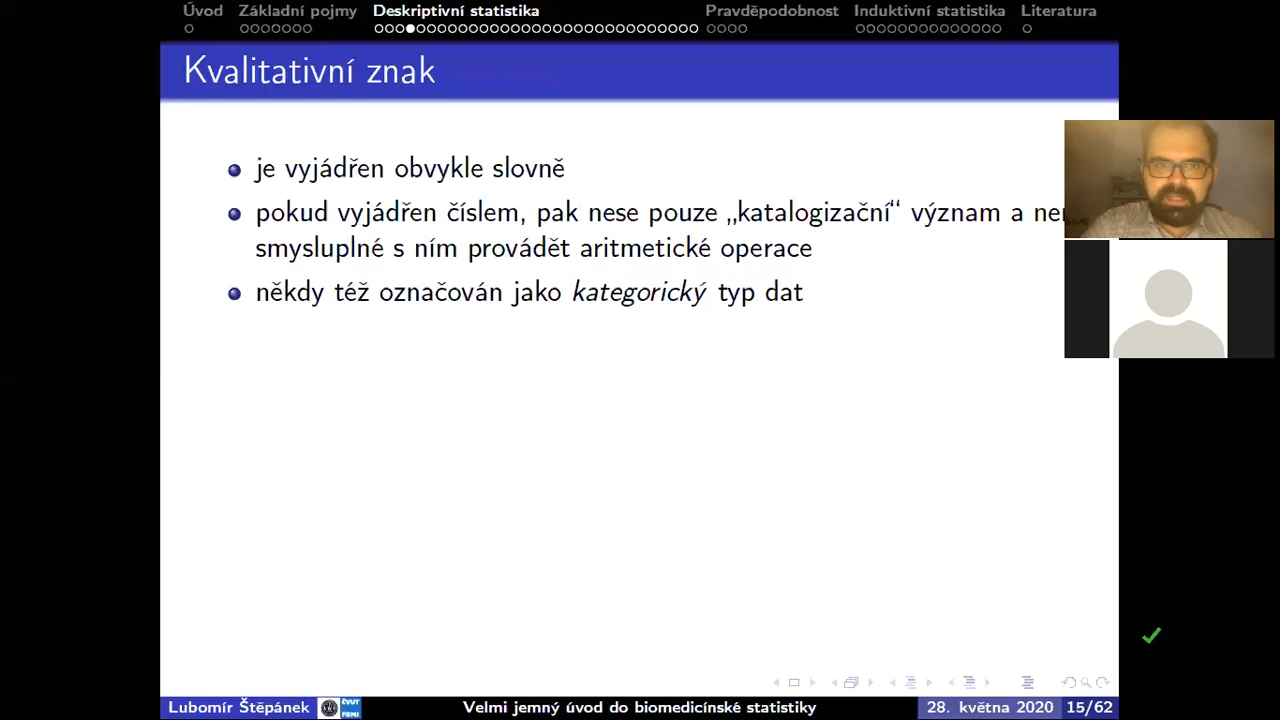 Úvod Základní pojmy Deskriptivní statistika Pravděpodobnost Induktivní statistika Literatura
Kvalitativní znak
je vyjádřen obvykle slovně
pokud vyjádřen číslem, pak nese pouze „katalogizační“ význam a
smysluplné s ním provádět aritmetické operace
někdy též označován jako kategorický typ dat
Lubomír Štěpánek ČVUT Velmi jemný úvod do biomedicínské statistiky 28. května 2020 15/62
FBMI